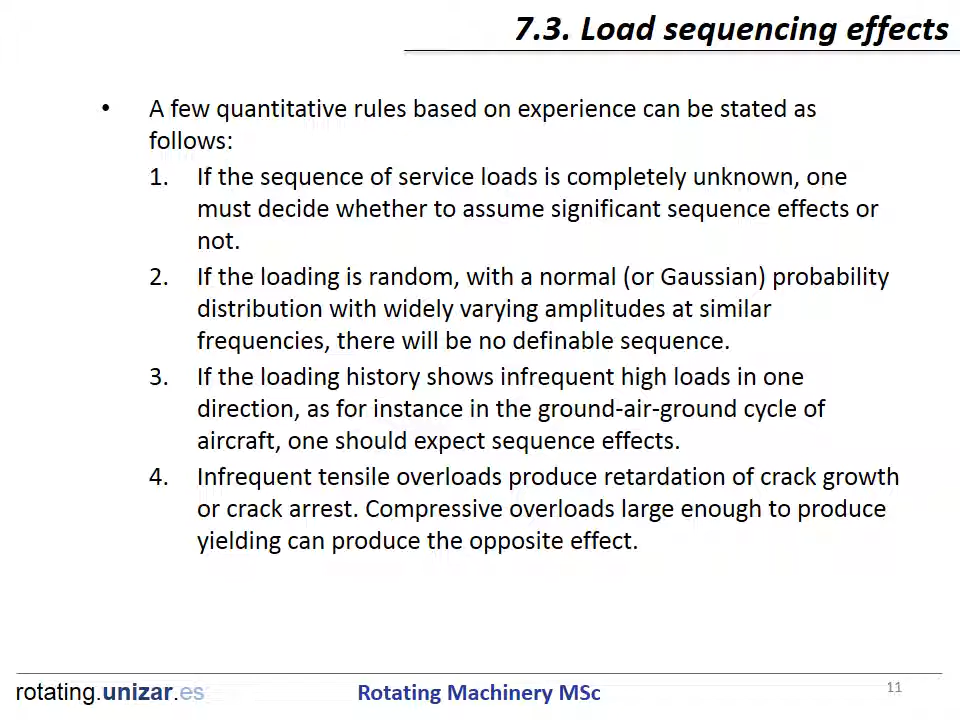 7.3. Load sequencing effects
• A few quantitative rules based on experience can be stated as
follows:
1. If the sequence of service loads is completely unknown, one
must decide whether to assume significant sequence effects or
not.
2. If the loading is random, with a normal (or Gaussian) probability
distribution with widely varying amplitudes at similar
frequencies, there will be no definable sequence.
3. If the loading history shows infrequent high loads in one
direction, as for instance in the ground-air-ground cycle of
aircraft, one should expect sequence effects.
4. Infrequent tensile overloads produce retardation of crack growth
or crack arrest. Compressive overloads large enough to produce
yielding can produce the opposite effect.
rotating.unizar.es
Rotating Machinery MSc
11